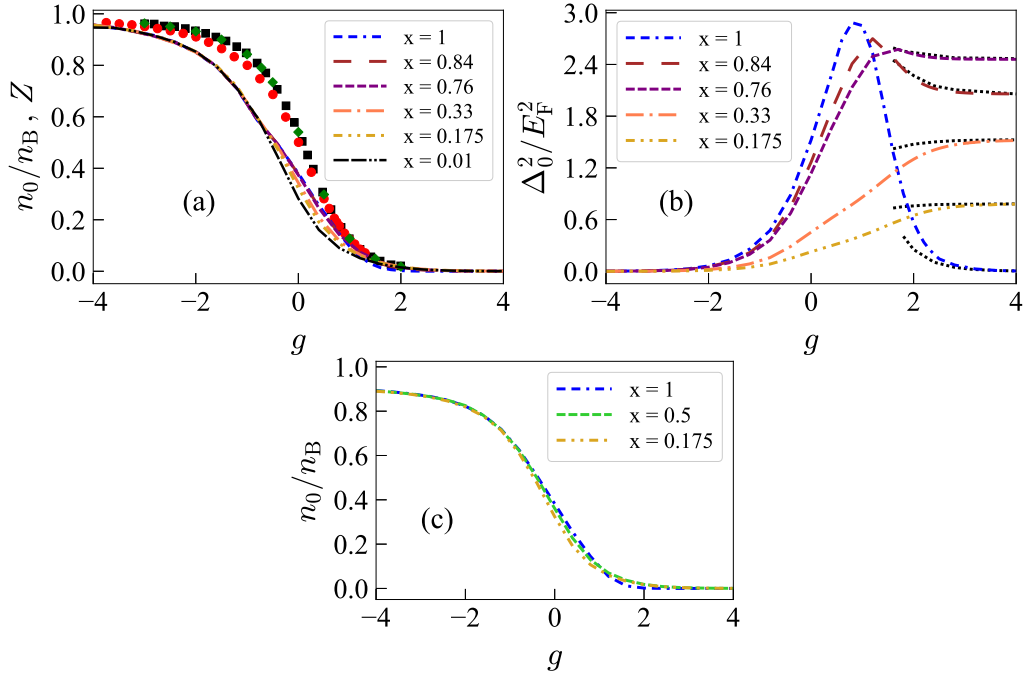 n₀/n_B , Z
1.0
0.8
0.6
0.4
0.2
0.0
−4
−2
0
2
4
g
(a)
x = 1
x = 0.84
x = 0.76
x = 0.33
x = 0.175
x = 0.01
Δ₀²/E_F²
3.0
2.4
1.8
1.2
0.6
0.0
−4
−2
0
2
4
g
(b)
x = 1
x = 0.84
x = 0.76
x = 0.33
x = 0.175
n₀/n_B
1.0
0.8
0.6
0.4
0.2
0.0
−4
−2
0
2
4
g
(c)
x = 1
x = 0.5
x = 0.175